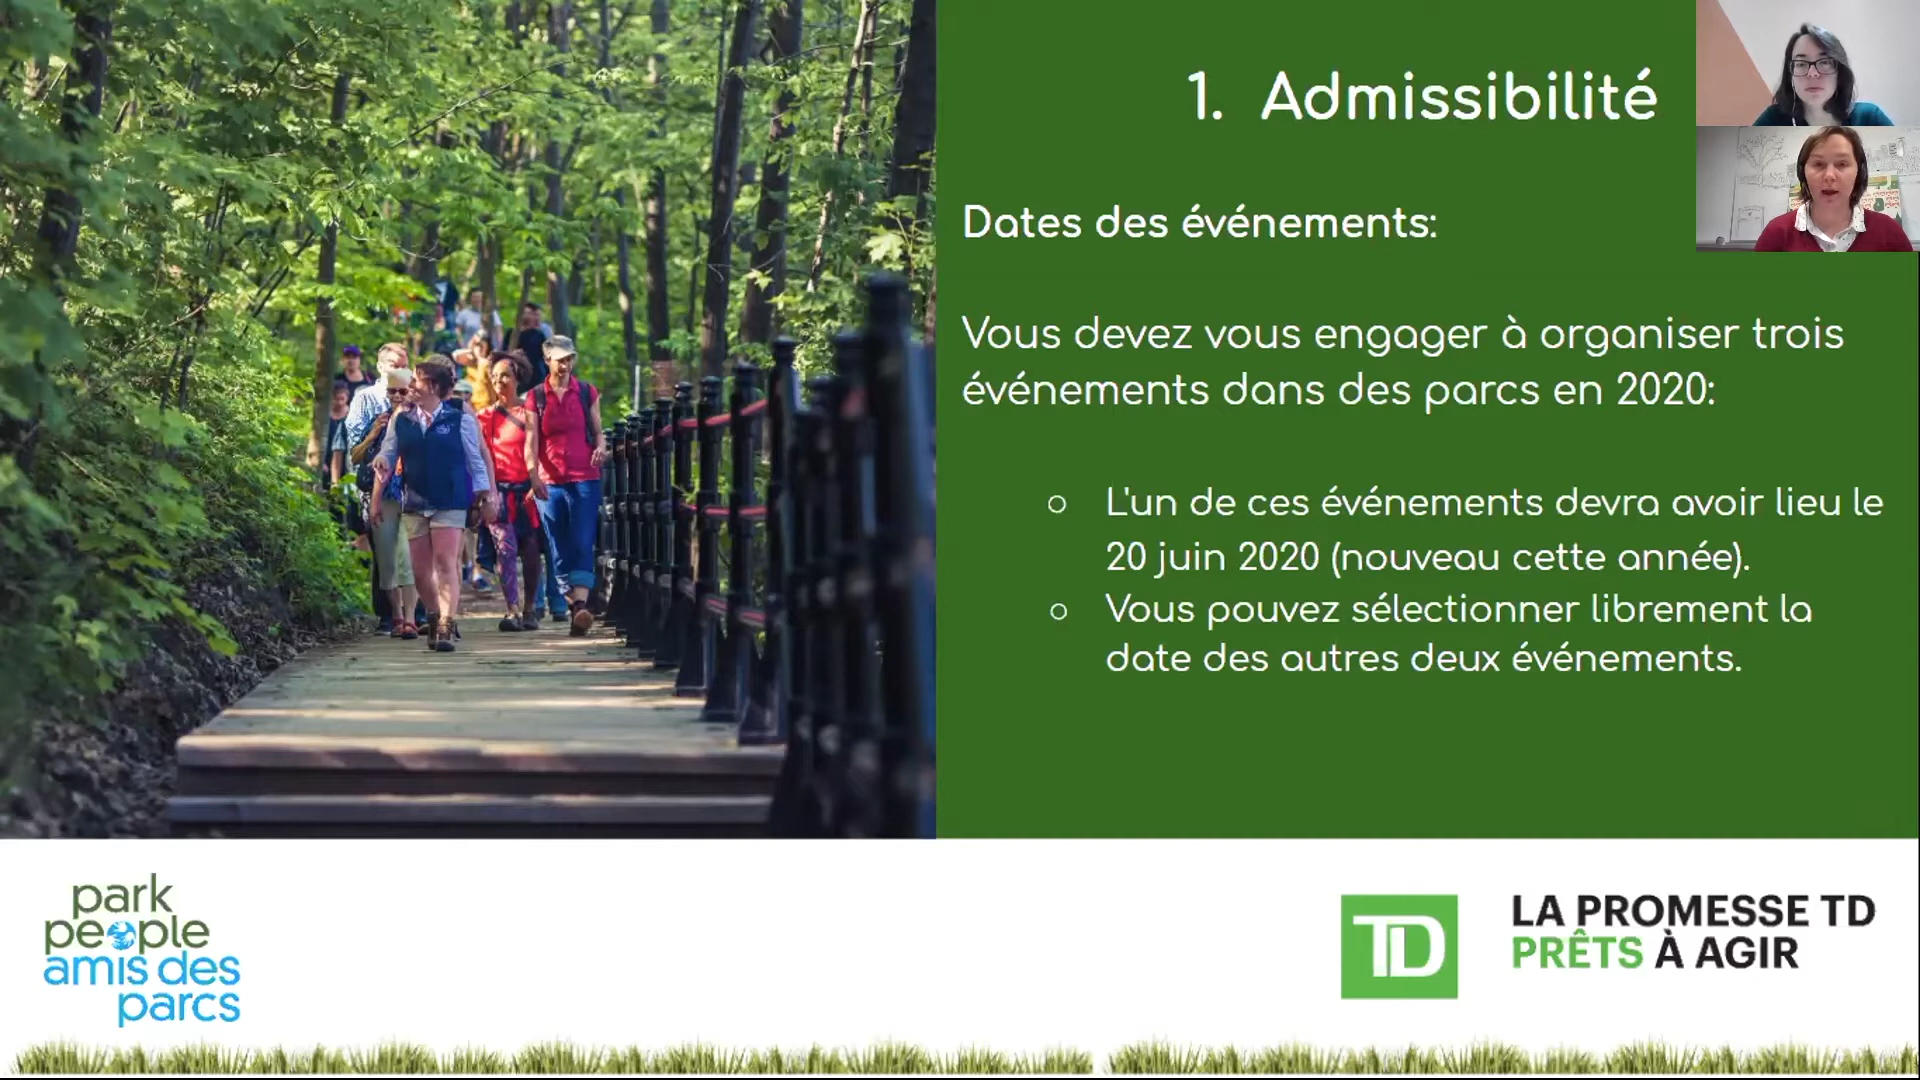 1. Admissibilité
Dates des événements:
Vous devez vous engager à organiser trois
événements dans des parcs en 2020:
○ L'un de ces événements devra avoir lieu le
20 juin 2020 (nouveau cette année).
○ Vous pouvez sélectionner librement la
date des autres deux événements.
park
people
amis des
parcs
TD
LA PROMESSE TD
PRÊTS À AGIR